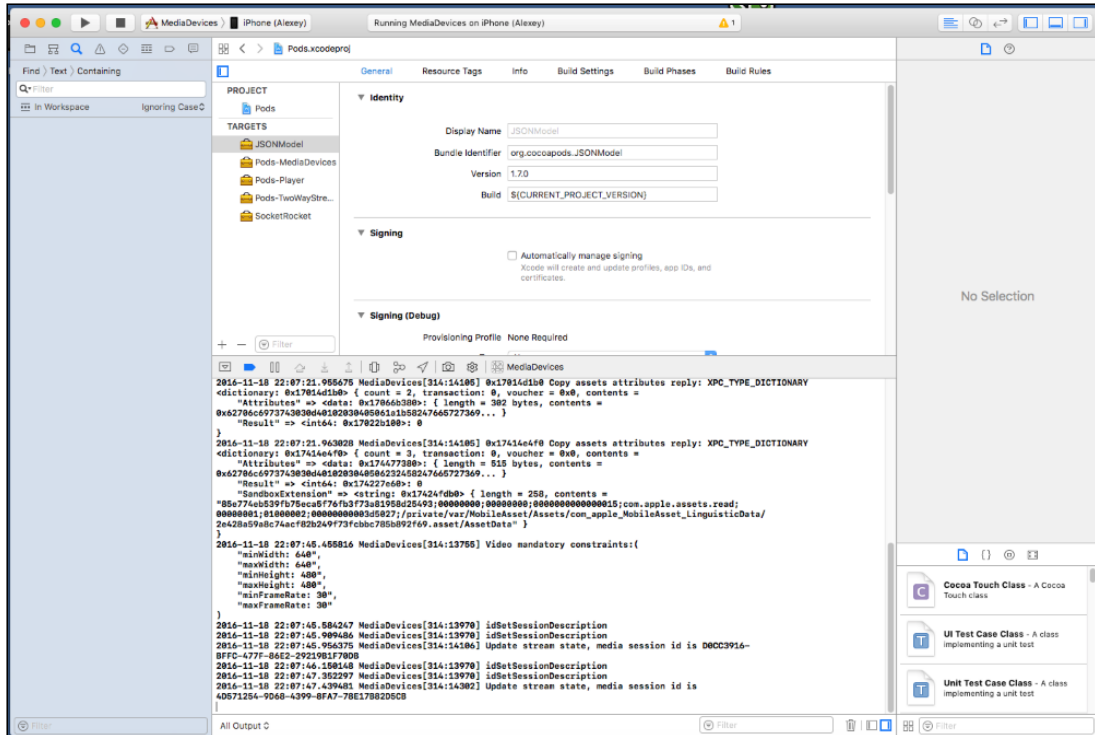 MediaDevices 〉 iPhone (Alexey)
Running MediaDevices on iPhone (Alexey)
1
Pods.xcodeproj
Find 〉 Text 〉 Containing
Filter
In Workspace
Ignoring Case
General
Resource Tags
Info
Build Settings
Build Phases
Build Rules
PROJECT
Pods
TARGETS
JSONModel
Pods-MediaDevices
Pods-Player
Pods-TwoWayStre...
SocketRocket
Filter
Identity
Display Name JSONModel
Bundle Identifier org.cocoapods.JSONModel
Version 1.7.0
Build ${CURRENT_PROJECT_VERSION}
Signing
Automatically manage signing
Xcode will create and update profiles, app IDs, and
certificates.
Signing (Debug)
Provisioning Profile None Required
MediaDevices
2016-11-18 22:07:21.955675 MediaDevices[314:14105] 0x17014d1b0 Copy assets attributes reply: XPC_TYPE_DICTIONARY
<dictionary: 0x17014d1b0> { count = 2, transaction: 0, voucher = 0x0, contents =
"Attributes" => <data: 0x17066b380>: { length = 302 bytes, contents =
0x62706c6973743030d40102030405061a1b58247665727369... }
"Result" => <int64: 0x17022b100>: 0
}
2016-11-18 22:07:21.963028 MediaDevices[314:14105] 0x17414e4f0 Copy assets attributes reply: XPC_TYPE_DICTIONARY
<dictionary: 0x17414e4f0> { count = 3, transaction: 0, voucher = 0x0, contents =
"Attributes" => <data: 0x174477380>: { length = 515 bytes, contents =
0x62706c6973743030d4010203040506232458247665727369... }
"Result" => <int64: 0x174227e60>: 0
"SandboxExtension" => <string: 0x17424fdb0> { length = 258, contents =
"85e774eb539fb75eca5f76fb3f73a81958d25493;00000000;00000000;0000000000000015;com.apple.assets.read;
00000001;01000002;00000000003d5027;/private/var/MobileAsset/Assets/com_apple_MobileAsset_LinguisticData/
2e428a59a8c74acf82b249f73fcbbc785b892f69.asset/AssetData" }
}
2016-11-18 22:07:45.455816 MediaDevices[314:13755] Video mandatory constraints:{
"minWidth: 640",
"maxWidth: 640",
"minHeight: 480",
"maxHeight: 480",
"minFrameRate: 30",
"maxFrameRate: 30"
)
2016-11-18 22:07:45.584247 MediaDevices[314:13970] idSetSessionDescription
2016-11-18 22:07:45.909486 MediaDevices[314:13970] idSetSessionDescription
2016-11-18 22:07:45.956375 MediaDevices[314:14106] Update stream state, media session id is D0CC3916-
BFFC-477F-86E2-29219B1F70DB
2016-11-18 22:07:46.150148 MediaDevices[314:13970] idSetSessionDescription
2016-11-18 22:07:47.352297 MediaDevices[314:13970] idSetSessionDescription
2016-11-18 22:07:47.439481 MediaDevices[314:14302] Update stream state, media session id is
4D571254-9D68-4399-8FA7-78E17B82D5CB
Filter
All Output
Filter
No Selection
{}
C
Cocoa Touch Class - A Cocoa
Touch class
T
UI Test Case Class - A class
implementing a unit test
T
Unit Test Case Class - A class
implementing a unit test
Filter